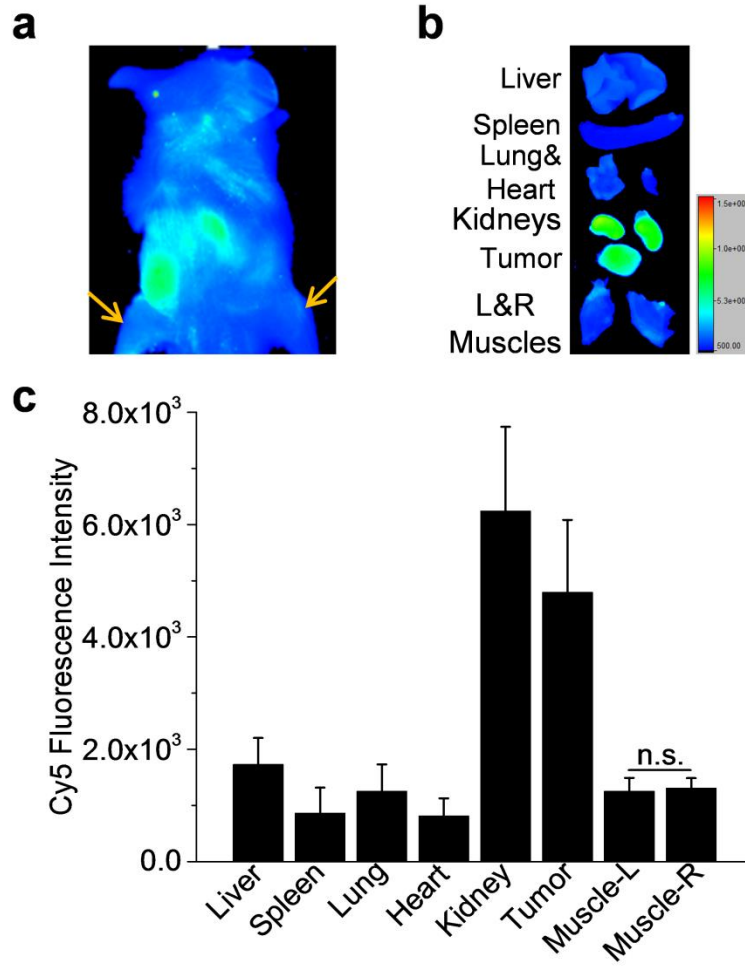 a
b
Liver
Spleen
Lung&
Heart
Kidneys
Tumor
L&R
Muscles
1.5e+00
1.0e+00
5.3e+00
500.00
c
Cy5 Fluorescence Intensity
8.0x10³
6.0x10³
4.0x10³
2.0x10³
0.0
n.s.
Liver
Spleen
Lung
Heart
Kidney
Tumor
Muscle-L
Muscle-R